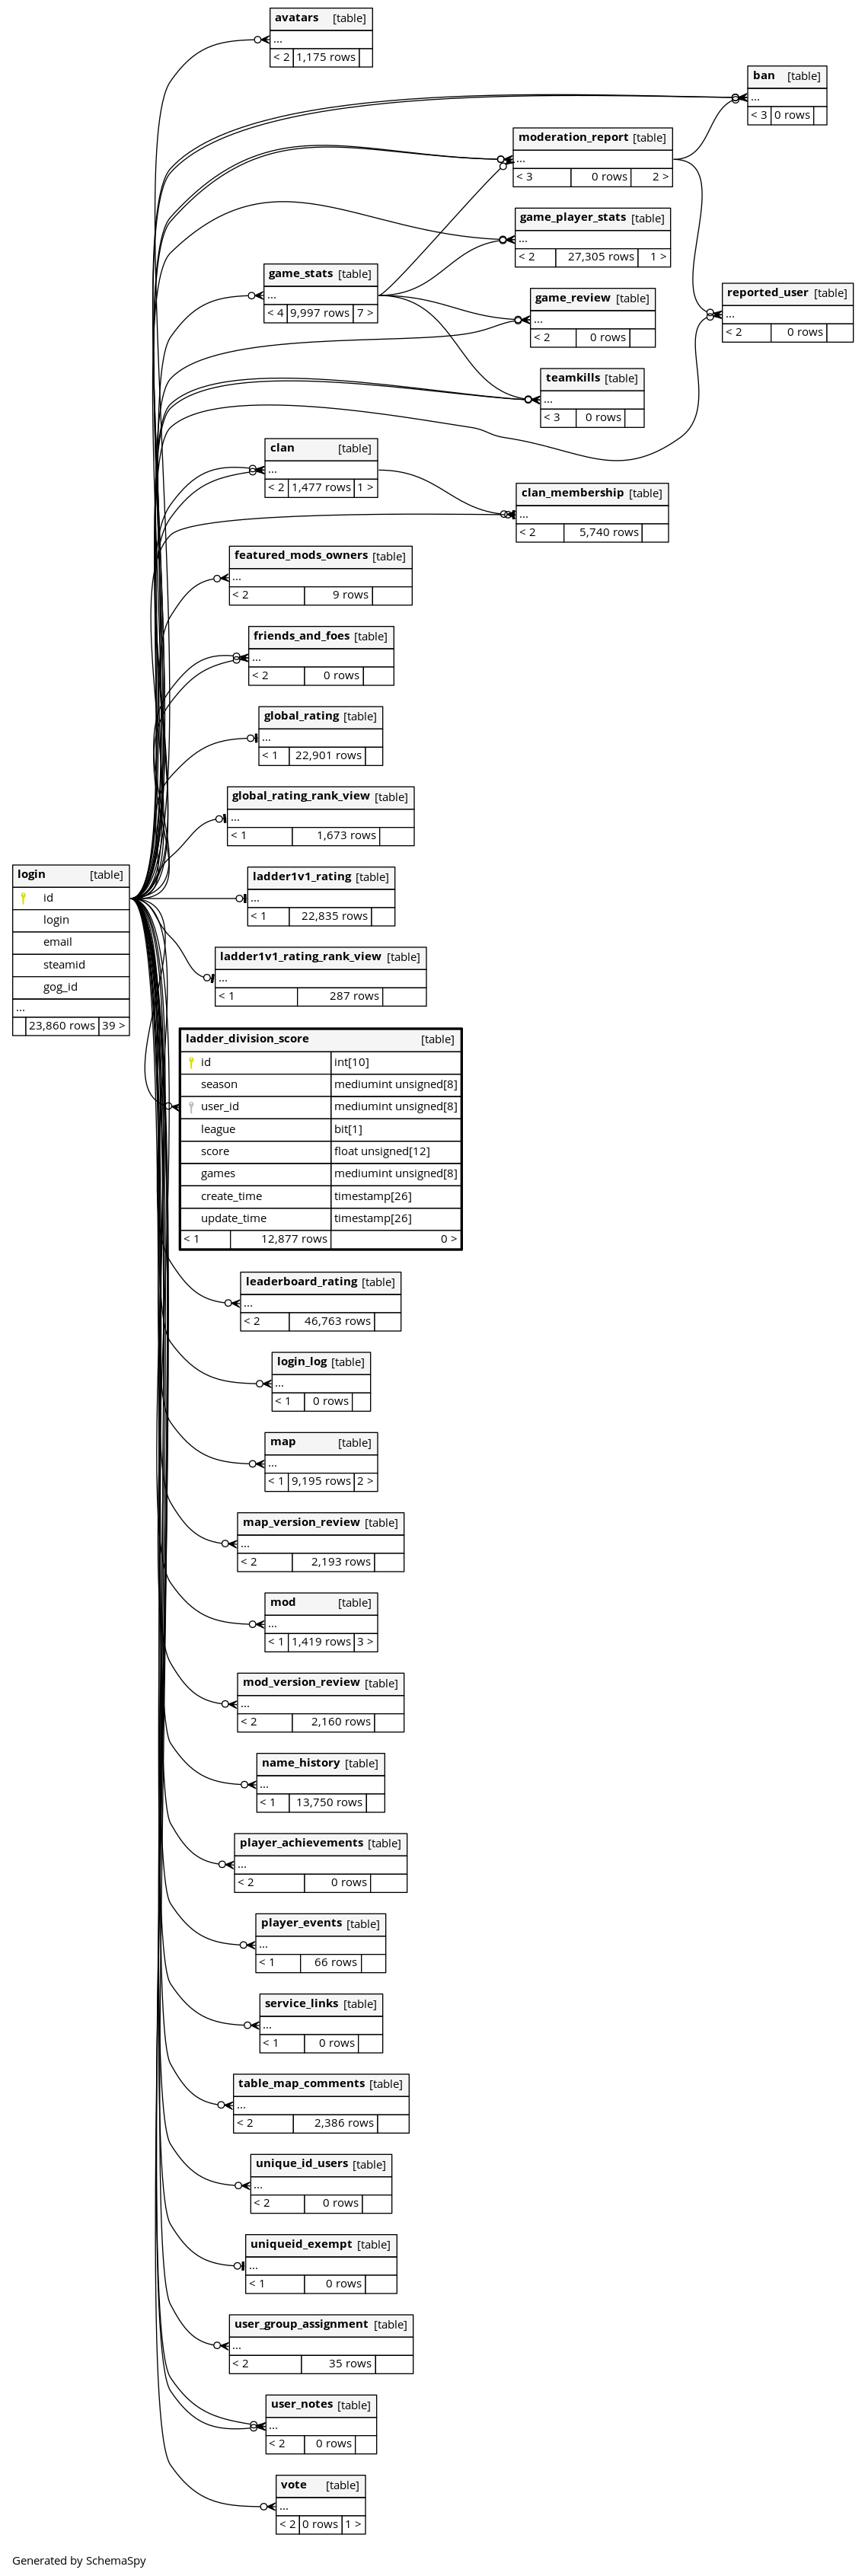 avatars [table]
...
< 2 1,175 rows
ban [table]
...
< 3 0 rows
moderation_report [table]
...
< 3 0 rows 2 >
game_player_stats [table]
...
< 2 27,305 rows 1 >
game_stats [table]
...
< 4 9,997 rows 7 >
reported_user [table]
...
< 2 0 rows
game_review [table]
...
< 2 0 rows
teamkills [table]
...
< 3 0 rows
clan [table]
...
< 2 1,477 rows 1 >
clan_membership [table]
...
< 2 5,740 rows
featured_mods_owners [table]
...
< 2 9 rows
friends_and_foes [table]
...
< 2 0 rows
global_rating [table]
...
< 1 22,901 rows
global_rating_rank_view [table]
...
< 1 1,673 rows
login [table]
id
login
email
steamid
gog_id
...
23,860 rows 39 >
ladder1v1_rating [table]
...
< 1 22,835 rows
ladder1v1_rating_rank_view [table]
...
< 1 287 rows
ladder_division_score [table]
id int[10]
season mediumint unsigned[8]
user_id mediumint unsigned[8]
league bit[1]
score float unsigned[12]
games mediumint unsigned[8]
create_time timestamp[26]
update_time timestamp[26]
< 1 12,877 rows 0 >
leaderboard_rating [table]
...
< 2 46,763 rows
login_log [table]
...
< 1 0 rows
map [table]
...
< 1 9,195 rows 2 >
map_version_review [table]
...
< 2 2,193 rows
mod [table]
...
< 1 1,419 rows 3 >
mod_version_review [table]
...
< 2 2,160 rows
name_history [table]
...
< 1 13,750 rows
player_achievements [table]
...
< 2 0 rows
player_events [table]
...
< 1 66 rows
service_links [table]
...
< 1 0 rows
table_map_comments [table]
...
< 2 2,386 rows
unique_id_users [table]
...
< 2 0 rows
uniqueid_exempt [table]
...
< 1 0 rows
user_group_assignment [table]
...
< 2 35 rows
user_notes [table]
...
< 2 0 rows
vote [table]
...
< 2 0 rows 1 >
Generated by SchemaSpy